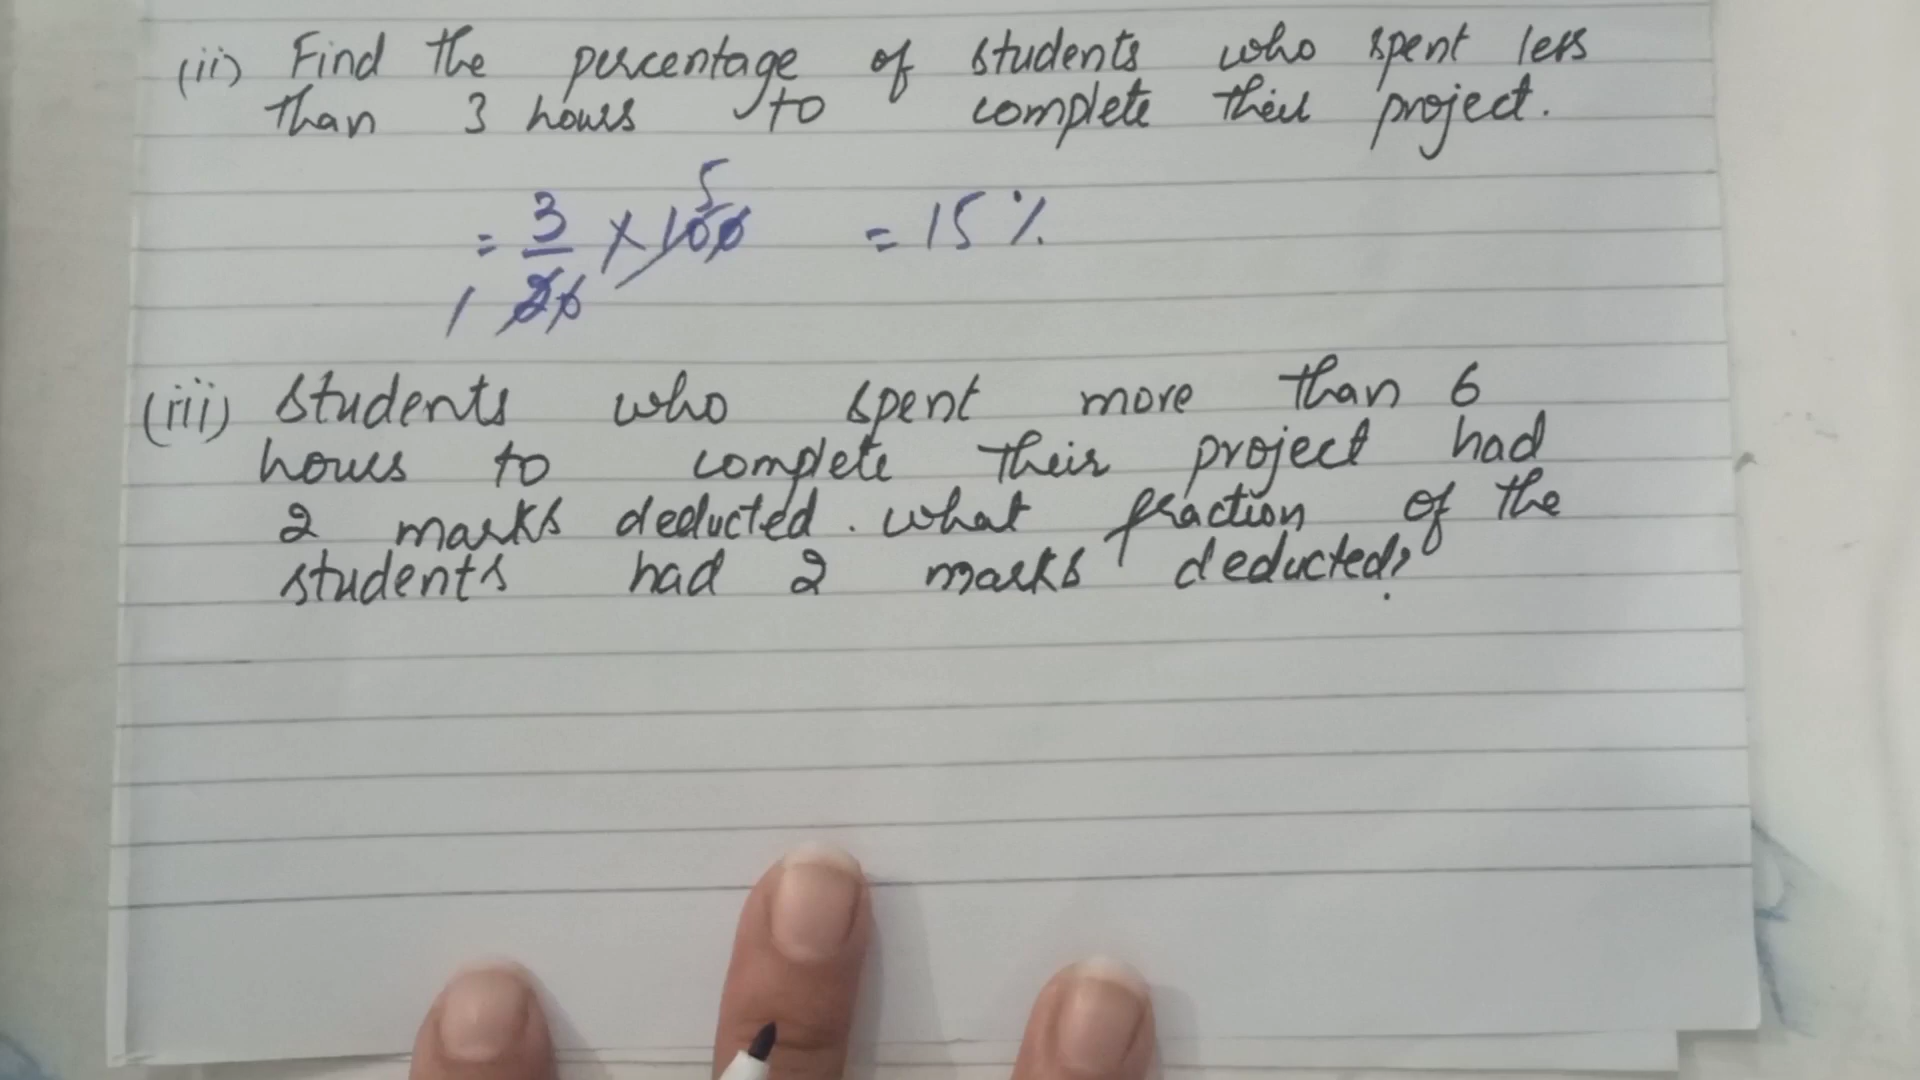 (ii) Find the percentage of students who spent less
than 3 hours to complete their project.
5
= 3/20 × 100 = 15 %
1
(iii) students who spent more than 6
hours to complete their project had
2 marks deducted. what fraction of the
students had 2 marks deducted?